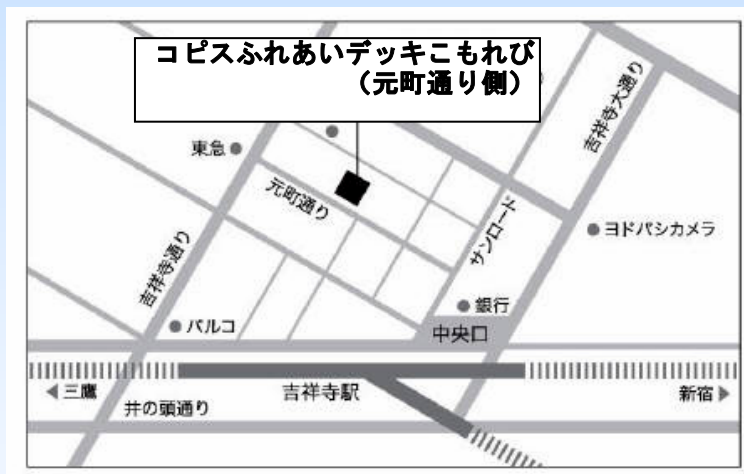 コピスふれあいデッキこもれび
（元町通り側）
東急
元町通り
吉祥寺大通り
サンロード
ヨドバシカメラ
吉祥寺通り
パルコ
銀行
中央口
三鷹
吉祥寺駅
新宿
井の頭通り